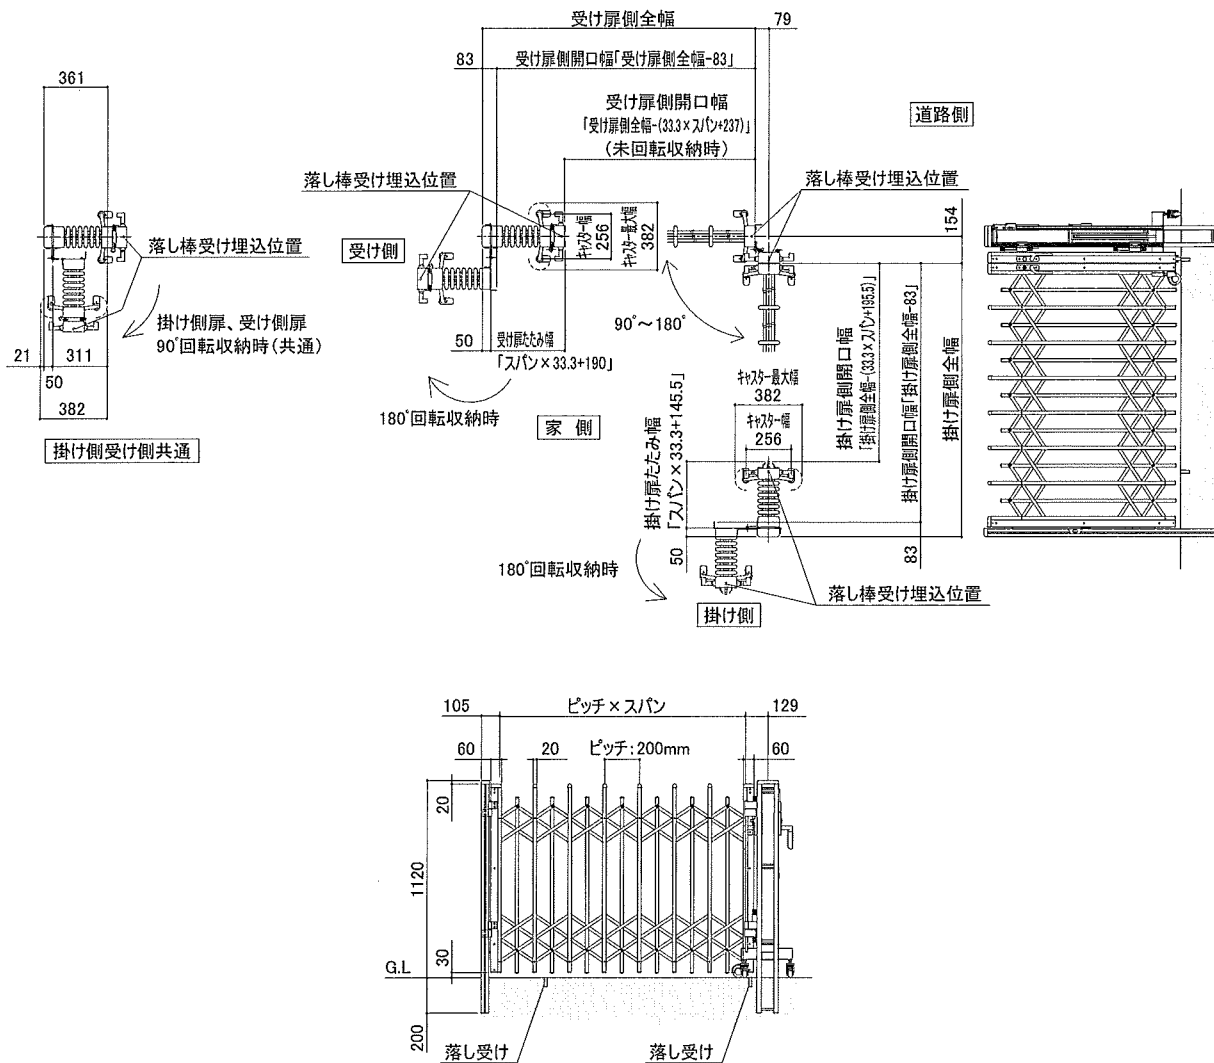 受け扉側全幅
79
83
受け扉側開口幅「受け扉側全幅-83」
361
受け扉側開口幅
「受け扉側全幅-(33.3×スパン+237)」
(未回転収納時)
道路側
落し棒受け埋込位置
落し棒受け埋込位置
154
落し棒受け埋込位置
受け側
キャスター幅
256
キャスター最大幅
382
掛け側扉、受け側扉
90°回転収納時(共通)
90°～180°
21
311
50
382
50
受け扉たたみ幅
「スパン×33.3+190」
180°回転収納時
家 側
掛け側受け側共通
キャスター最大幅
382
キャスター幅
256
掛け扉側開口幅
「掛け扉側全幅-(33.3×スパン+195.5)」
掛け扉側開口幅「掛け扉側全幅-83」
掛け扉側全幅
掛け扉たたみ幅
「スパン×33.3+145.5」
50
83
180°回転収納時
落し棒受け埋込位置
掛け側
105
ピッチ×スパン
129
60
20
ピッチ:200mm
60
20
1120
30
G.L
200
落し受け
落し受け